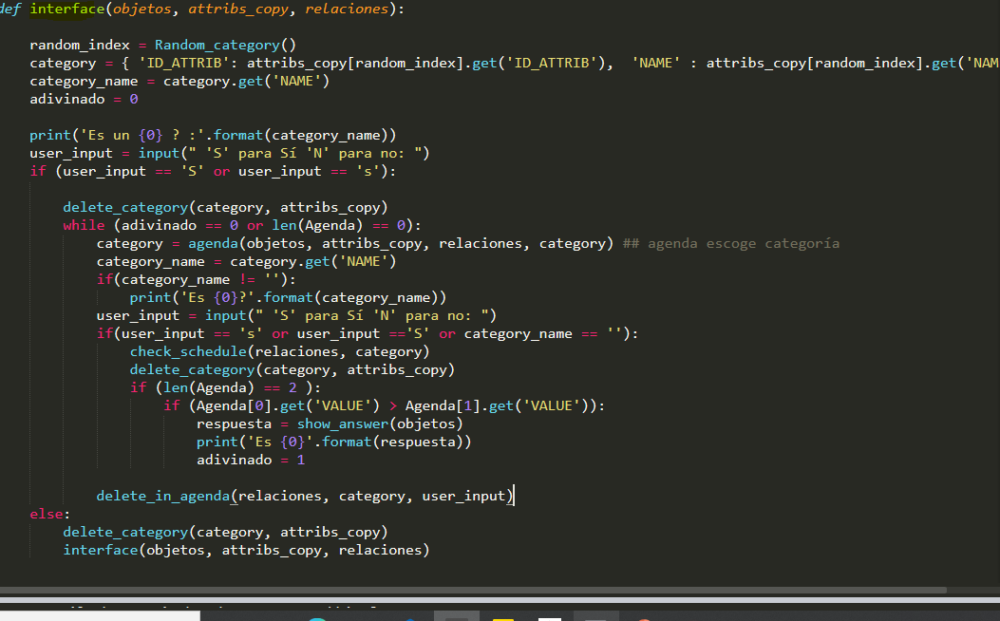 def interface(objetos, attribs_copy, relaciones):
random_index = Random_category()
category = { 'ID_ATTRIB': attribs_copy[random_index].get('ID_ATTRIB'),  'NAME' : attribs_copy[random_index].get('NAM
category_name = category.get('NAME')
adivinado = 0
print('Es un {0} ? :'.format(category_name))
user_input = input(" 'S' para Sí 'N' para no: ")
if (user_input == 'S' or user_input == 's'):
delete_category(category, attribs_copy)
while (adivinado == 0 or len(Agenda) == 0):
category = agenda(objetos, attribs_copy, relaciones, category) ## agenda escoge categoría
category_name = category.get('NAME')
if(category_name != ''):
print('Es {0}?'.format(category_name))
user_input = input(" 'S' para Sí 'N' para no: ")
if(user_input == 's' or user_input =='S' or category_name == ''):
check_schedule(relaciones, category)
delete_category(category, attribs_copy)
if (len(Agenda) == 2 ):
if (Agenda[0].get('VALUE') > Agenda[1].get('VALUE')):
respuesta = show_answer(objetos)
print('Es {0}'.format(respuesta))
adivinado = 1
delete_in_agenda(relaciones, category, user_input)
else:
delete_category(category, attribs_copy)
interface(objetos, attribs_copy, relaciones)